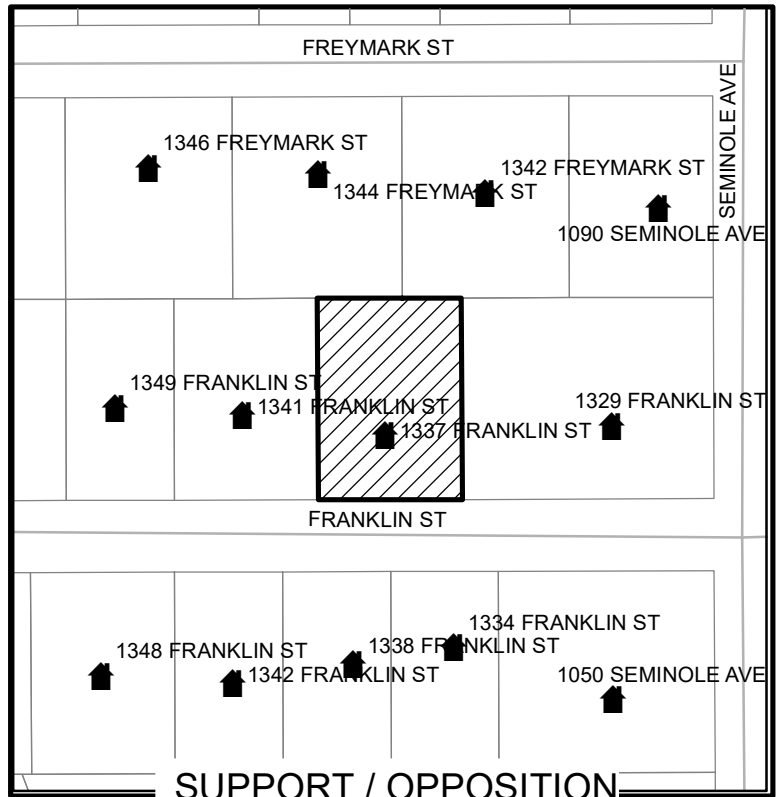 FREYMARK ST
SEMINOLE AVE
1346 FREYMARK ST
1344 FREYMARK ST
1342 FREYMARK ST
1090 SEMINOLE AVE
1349 FRANKLIN ST
1341 FRANKLIN ST
1337 FRANKLIN ST
1329 FRANKLIN ST
FRANKLIN ST
1348 FRANKLIN ST
1342 FRANKLIN ST
1338 FRANKLIN ST
1334 FRANKLIN ST
1050 SEMINOLE AVE
SUPPORT / OPPOSITION